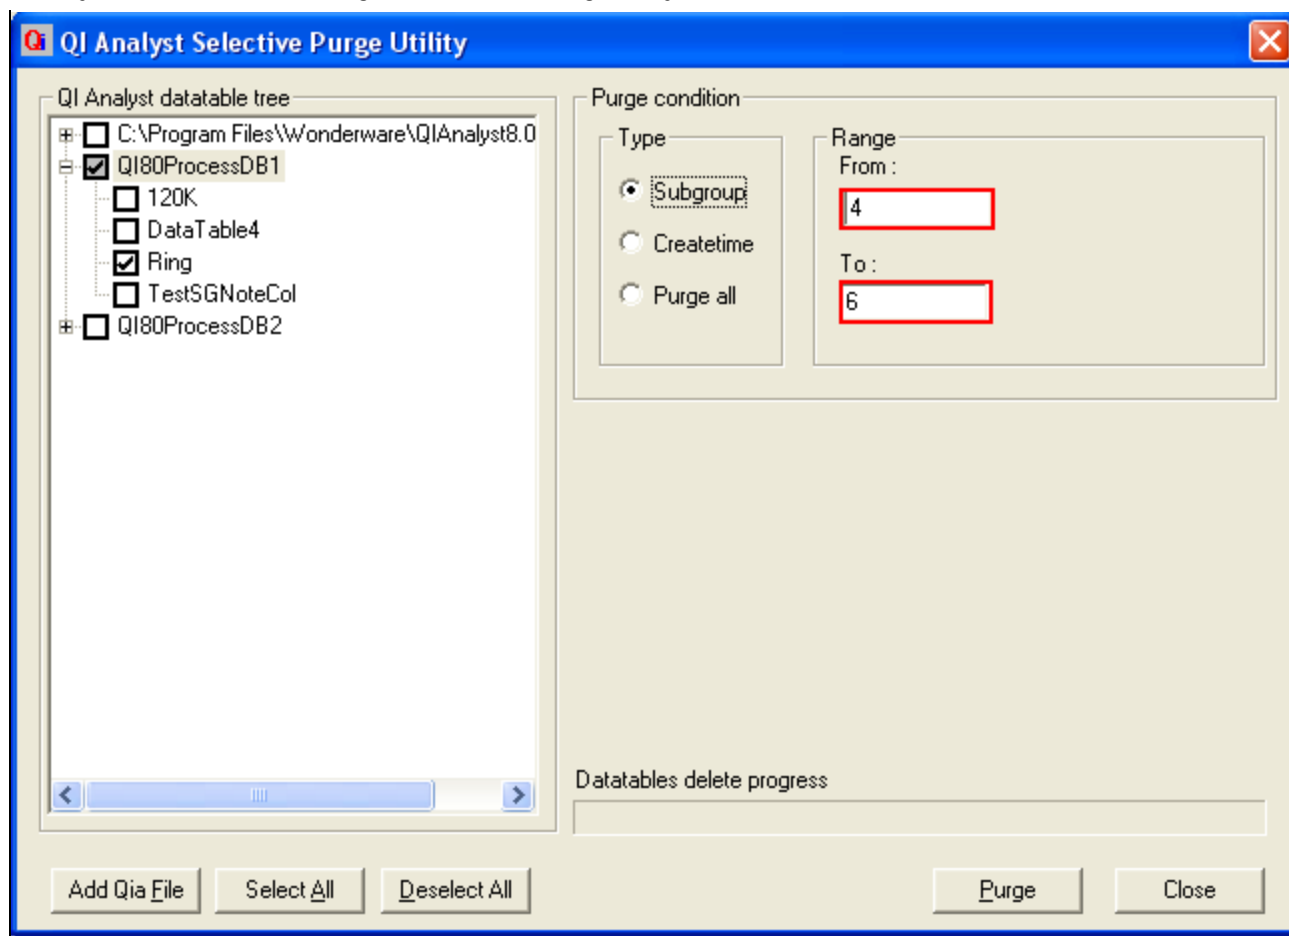 Qi QI Analyst Selective Purge Utility
QI Analyst datatable tree
C:\Program Files\Wonderware\QIAnalyst8.0
QI80ProcessDB1
120K
DataTable4
Ring
TestSGNoteCol
QI80ProcessDB2
Purge condition
Type
Subgroup
Createtime
Purge all
Range
From :
4
To :
6
Datatables delete progress
Add Qia File
Select All
Deselect All
Purge
Close